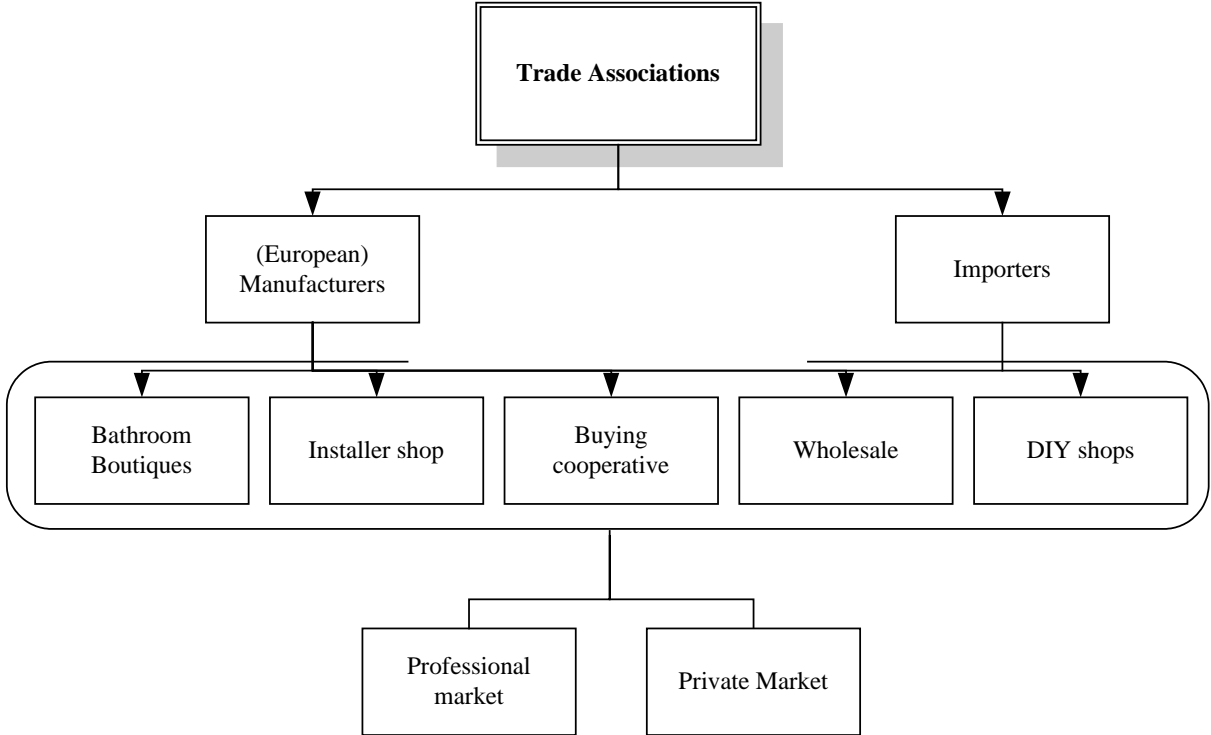 Trade Associations
(European)
Manufacturers
Importers
Bathroom
Boutiques
Installer shop
Buying
cooperative
Wholesale
DIY shops
Professional
market
Private Market